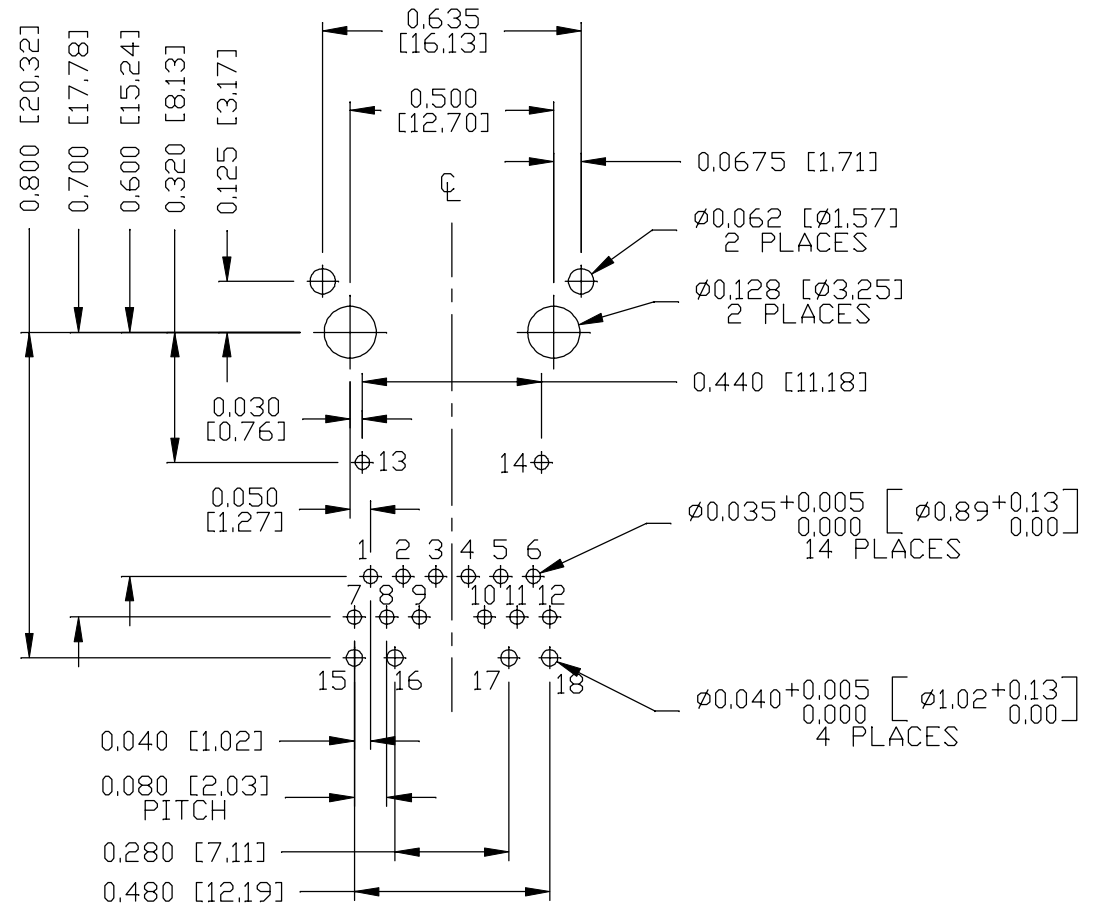 0,635
[16,13]
0,500
[12,70]
0,800 [20,32]
0,700 [17,78]
0,600 [15,24]
0,320 [8,13]
0,125 [3,17]
0,0675 [1,71]
℄
Ø0,062 [Ø1,57]
2 PLACES
Ø0,128 [Ø3,25]
2 PLACES
0,440 [11,18]
0,030
[0,76]
13
14
0,050
[1,27]
Ø0,035+0,005 [Ø0,89+0,13]
0,000 0,00
14 PLACES
1 2 3 4 5 6
7 8 9 10 11 12
15 16 17 18
Ø0,040+0,005 [Ø1,02+0,13]
0,000 0,00
4 PLACES
0,040 [1,02]
0,080 [2,03]
PITCH
0,280 [7,11]
0,480 [12,19]